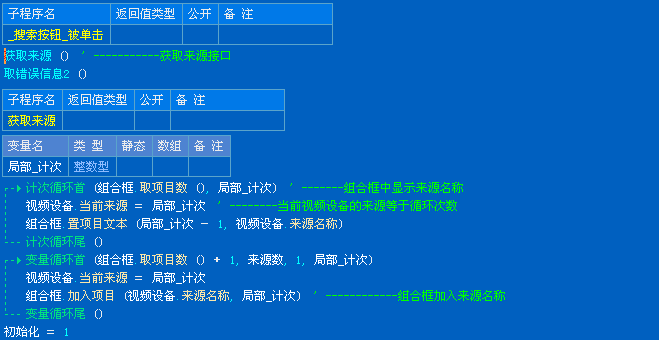 子程序名 返回值类型 公开 备 注
_搜索按钮_被单击
获取来源 () ′ -----------获取来源接口
取错误信息2 ()
子程序名 返回值类型 公开 备 注
获取来源
变量名 类 型 静态 数组 备 注
局部_计次 整数型
计次循环首 (组合框.取项目数 (), 局部_计次) ′ -------组合框中显示来源名称
视频设备.当前来源 = 局部_计次 ′ --------当前视频设备的来源等于循环次数
组合框.置项目文本 (局部_计次 - 1, 视频设备.来源名称)
计次循环尾 ()
变量循环首 (组合框.取项目数 () + 1, 来源数, 1, 局部_计次)
视频设备.当前来源 = 局部_计次
组合框.加入项目 (视频设备.来源名称, 局部_计次) ′ ------------组合框加入来源名称
变量循环尾 ()
初始化 = 1